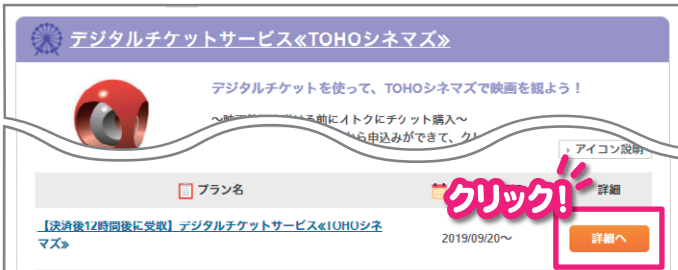 デジタルチケットサービス≪TOHOシネマズ≫
デジタルチケットを使って、TOHOシネマズで映画を観よう！
前にオトクにチケット購入～
から申込みができて、ク
アイコン説明
プラン名
クリック!
詳細
【決済後12時間後に受取】デジタルチケットサービス≪TOHOシネ
マズ≫
2019/09/20～
詳細へ